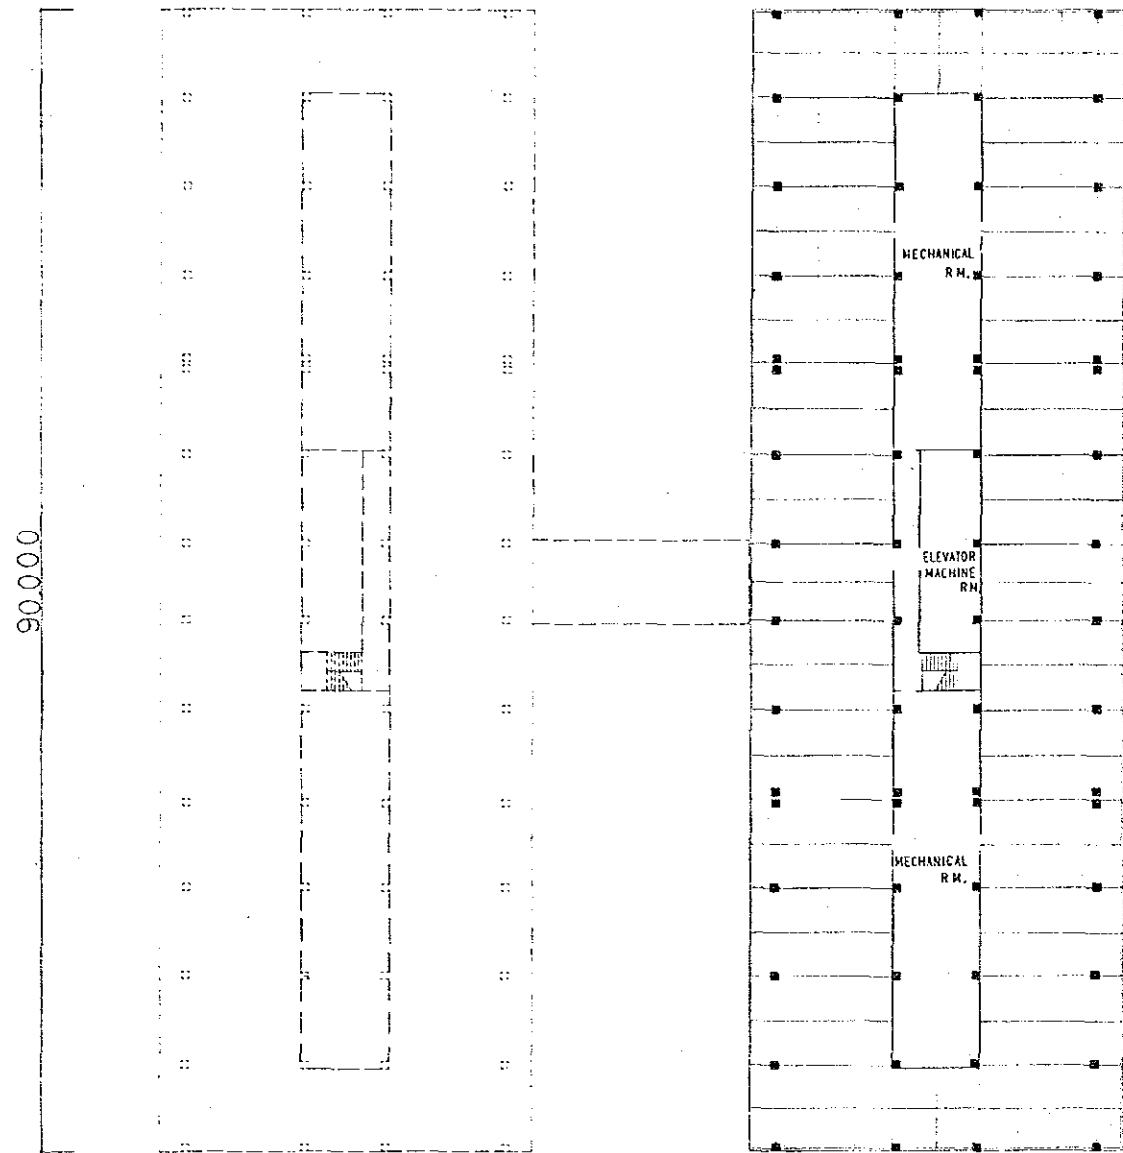 90.000
MECHANICAL
RM.
ELEVATOR
MACHINE
RM
MECHANICAL
RM.